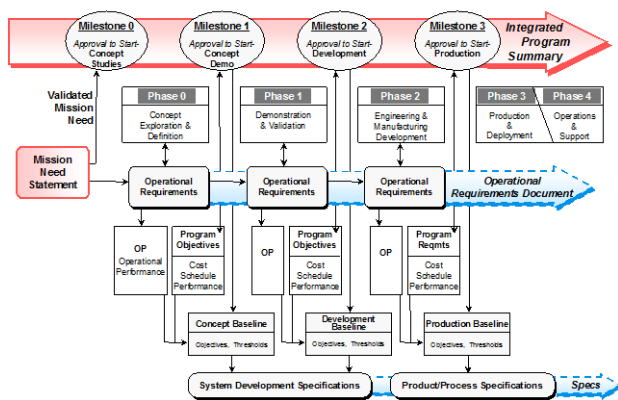 Milestone 0
Approval to Start-
Concept
Studies
Milestone 1
Approval to Start-
Concept
Demo
Milestone 2
Approval to Start-
Development
Milestone 3
Approval to Start-
Production
Integrated
Program
Summary
Validated
Mission
Need
Phase 0
Concept
Exploration &
Definition
Phase 1
Demonstration
& Validation
Phase 2
Engineering &
Manufacturing
Development
Phase 3
Production
&
Deployment
Phase 4
Operations
&
Support
Mission
Need
Statement
Operational
Requirements
Operational
Requirements
Operational
Requirements
Operational
Requirements Document
OP
Operational
Performance
Program
Objectives
Cost
Schedule
Performance
OP
Program
Objectives
Cost
Schedule
Performance
OP
Program
Reqmts
Cost
Schedule
Performance
Concept Baseline
Objectives, Thresholds
Development
Baseline
Objectives, Thresholds
Production Baseline
Objectives, Thresholds
System Development Specifications
Product/Process Specifications
Specs